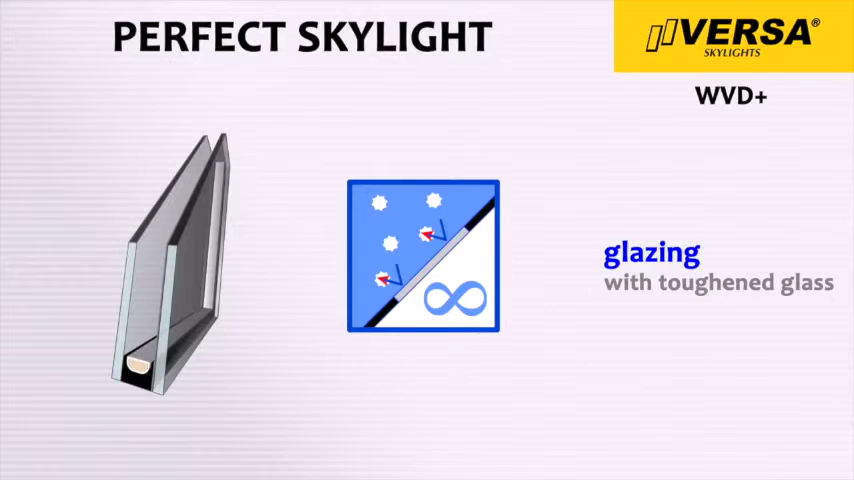 PERFECT SKYLIGHT
VERSA®
SKYLIGHTS
WVD+
glazing
with toughened glass